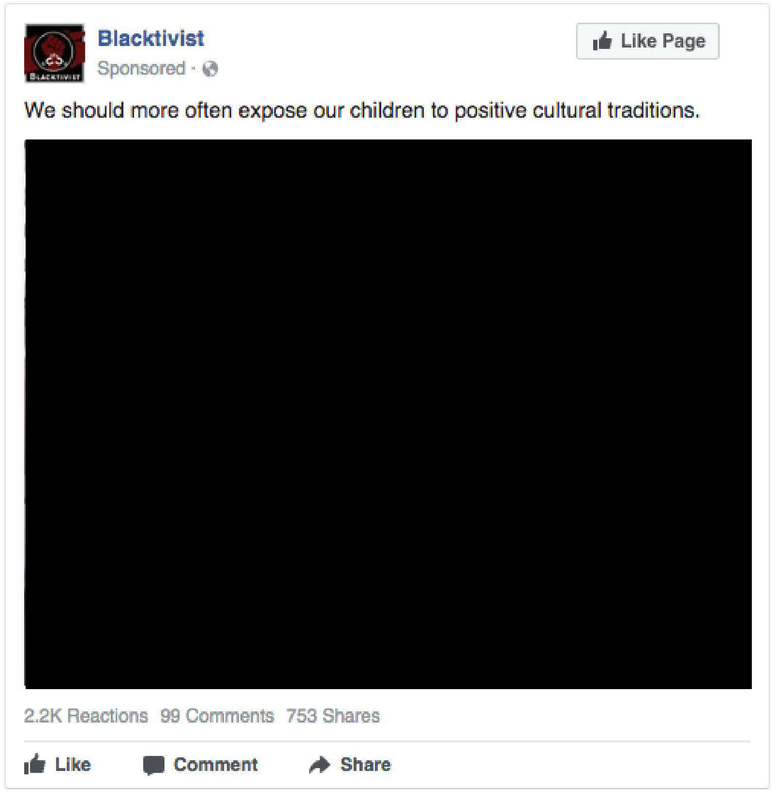 Blacktivist
Sponsored ·
Like Page
BLACKTIVIST
We should more often expose our children to positive cultural traditions.
2.2K Reactions 99 Comments 753 Shares
Like Comment Share